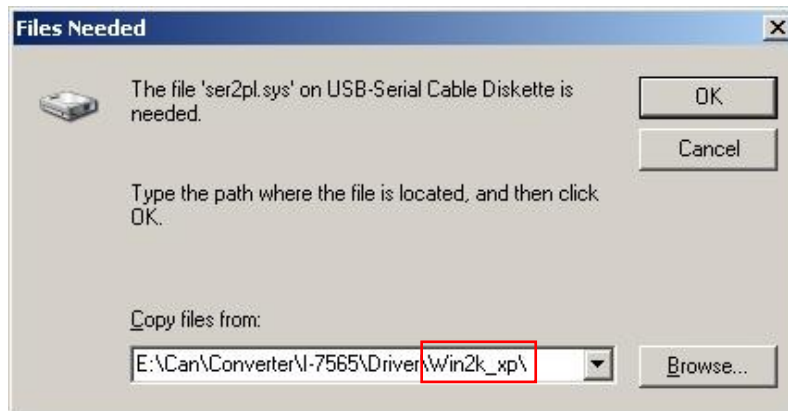 Files Needed
The file 'ser2pl.sys' on USB-Serial Cable Diskette is
needed.
OK
Cancel
Type the path where the file is located, and then click
OK.
Copy files from:
E:\Can\Converter\I-7565\Driver\Win2k_xp\
Browse...